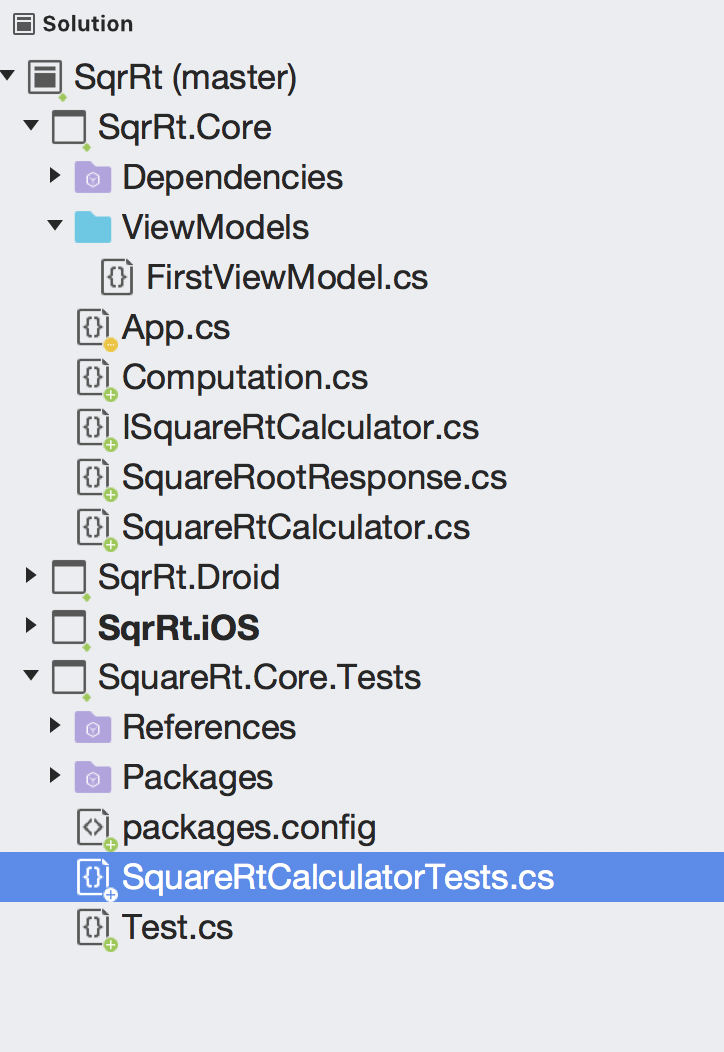 Solution
SqrRt (master)
SqrRt.Core
Dependencies
ViewModels
FirstViewModel.cs
App.cs
Computation.cs
ISquareRtCalculator.cs
SquareRootResponse.cs
SquareRtCalculator.cs
SqrRt.Droid
SqrRt.iOS
SquareRt.Core.Tests
References
Packages
packages.config
SquareRtCalculatorTests.cs
Test.cs